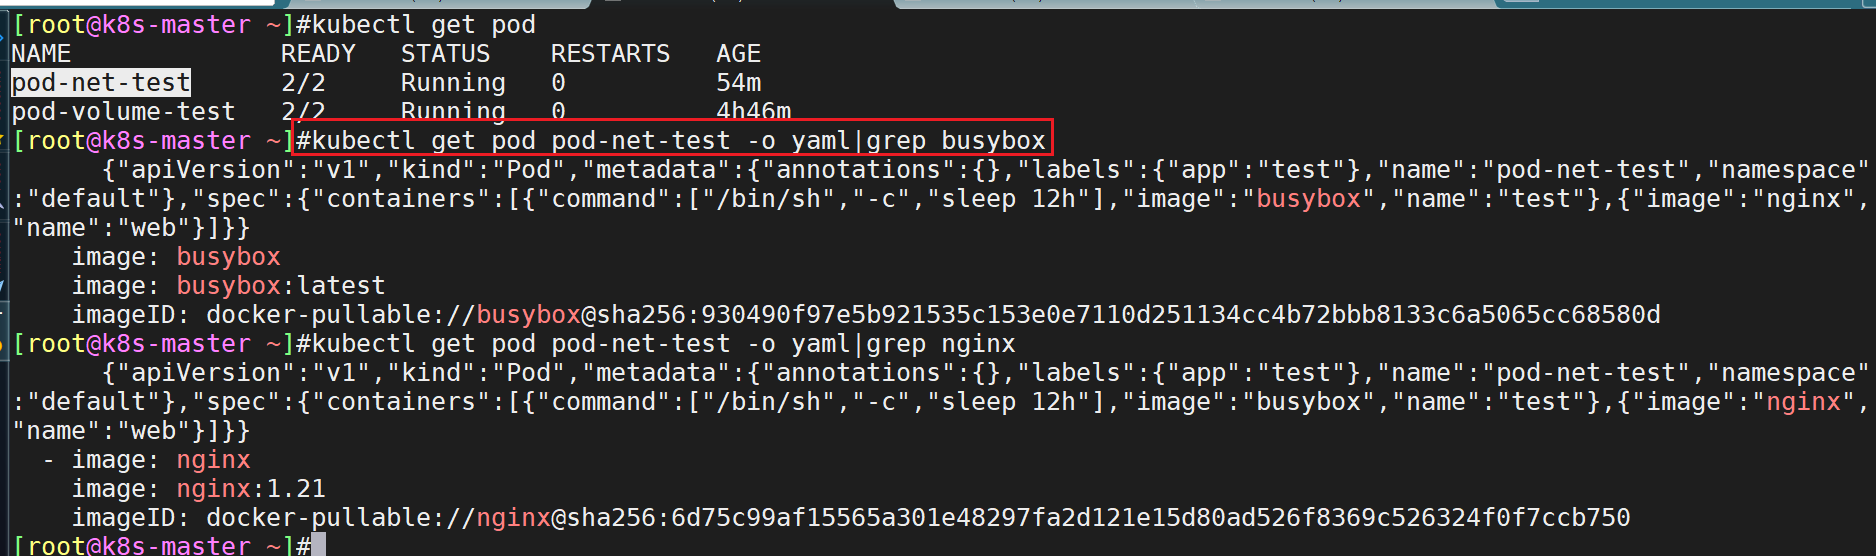 [root@k8s-master ~]#kubectl get pod
NAME READY STATUS RESTARTS AGE
pod-net-test 2/2 Running 0 54m
pod-volume-test 2/2 Running 0 4h46m
[root@k8s-master ~]#kubectl get pod pod-net-test -o yaml|grep busybox
{"apiVersion":"v1","kind":"Pod","metadata":{"annotations":{},"labels":{"app":"test"},"name":"pod-net-test","namespace"
:"default"},"spec":{"containers":[{"command":["/bin/sh","-c","sleep 12h"],"image":"busybox","name":"test"},{"image":"nginx",
"name":"web"}]}}
image: busybox
image: busybox:latest
imageID: docker-pullable://busybox@sha256:930490f97e5b921535c153e0e7110d251134cc4b72bbb8133c6a5065cc68580d
[root@k8s-master ~]#kubectl get pod pod-net-test -o yaml|grep nginx
{"apiVersion":"v1","kind":"Pod","metadata":{"annotations":{},"labels":{"app":"test"},"name":"pod-net-test","namespace"
:"default"},"spec":{"containers":[{"command":["/bin/sh","-c","sleep 12h"],"image":"busybox","name":"test"},{"image":"nginx",
"name":"web"}]}}
- image: nginx
image: nginx:1.21
imageID: docker-pullable://nginx@sha256:6d75c99af15565a301e48297fa2d121e15d80ad526f8369c526324f0f7ccb750
[root@k8s-master ~]#